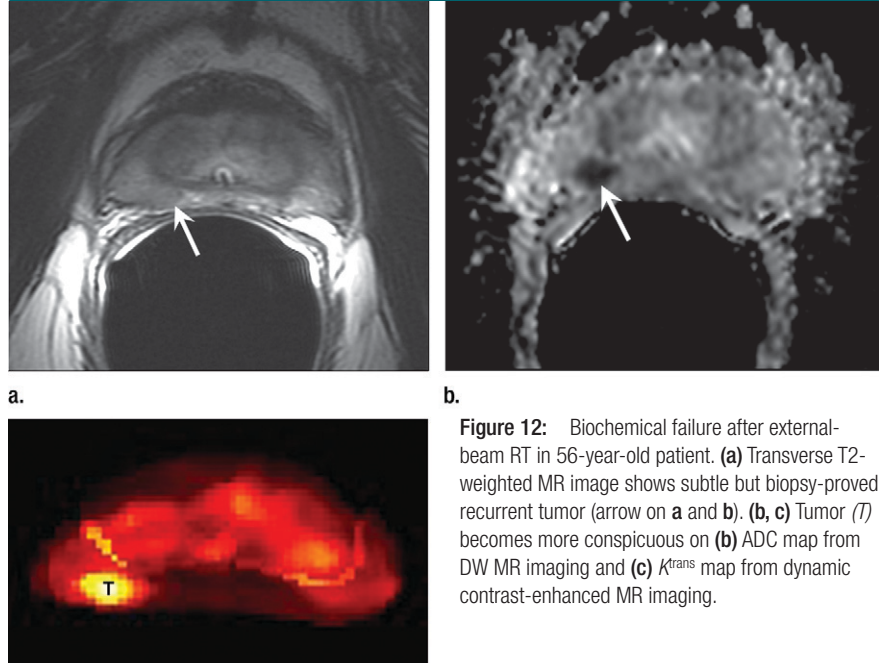 a.
b.
T
Figure 12: Biochemical failure after external-
beam RT in 56-year-old patient. (a) Transverse T2-
weighted MR image shows subtle but biopsy-proved
recurrent tumor (arrow on a and b). (b, c) Tumor (T)
becomes more conspicuous on (b) ADC map from
DW MR imaging and (c) Ktrans map from dynamic
contrast-enhanced MR imaging.